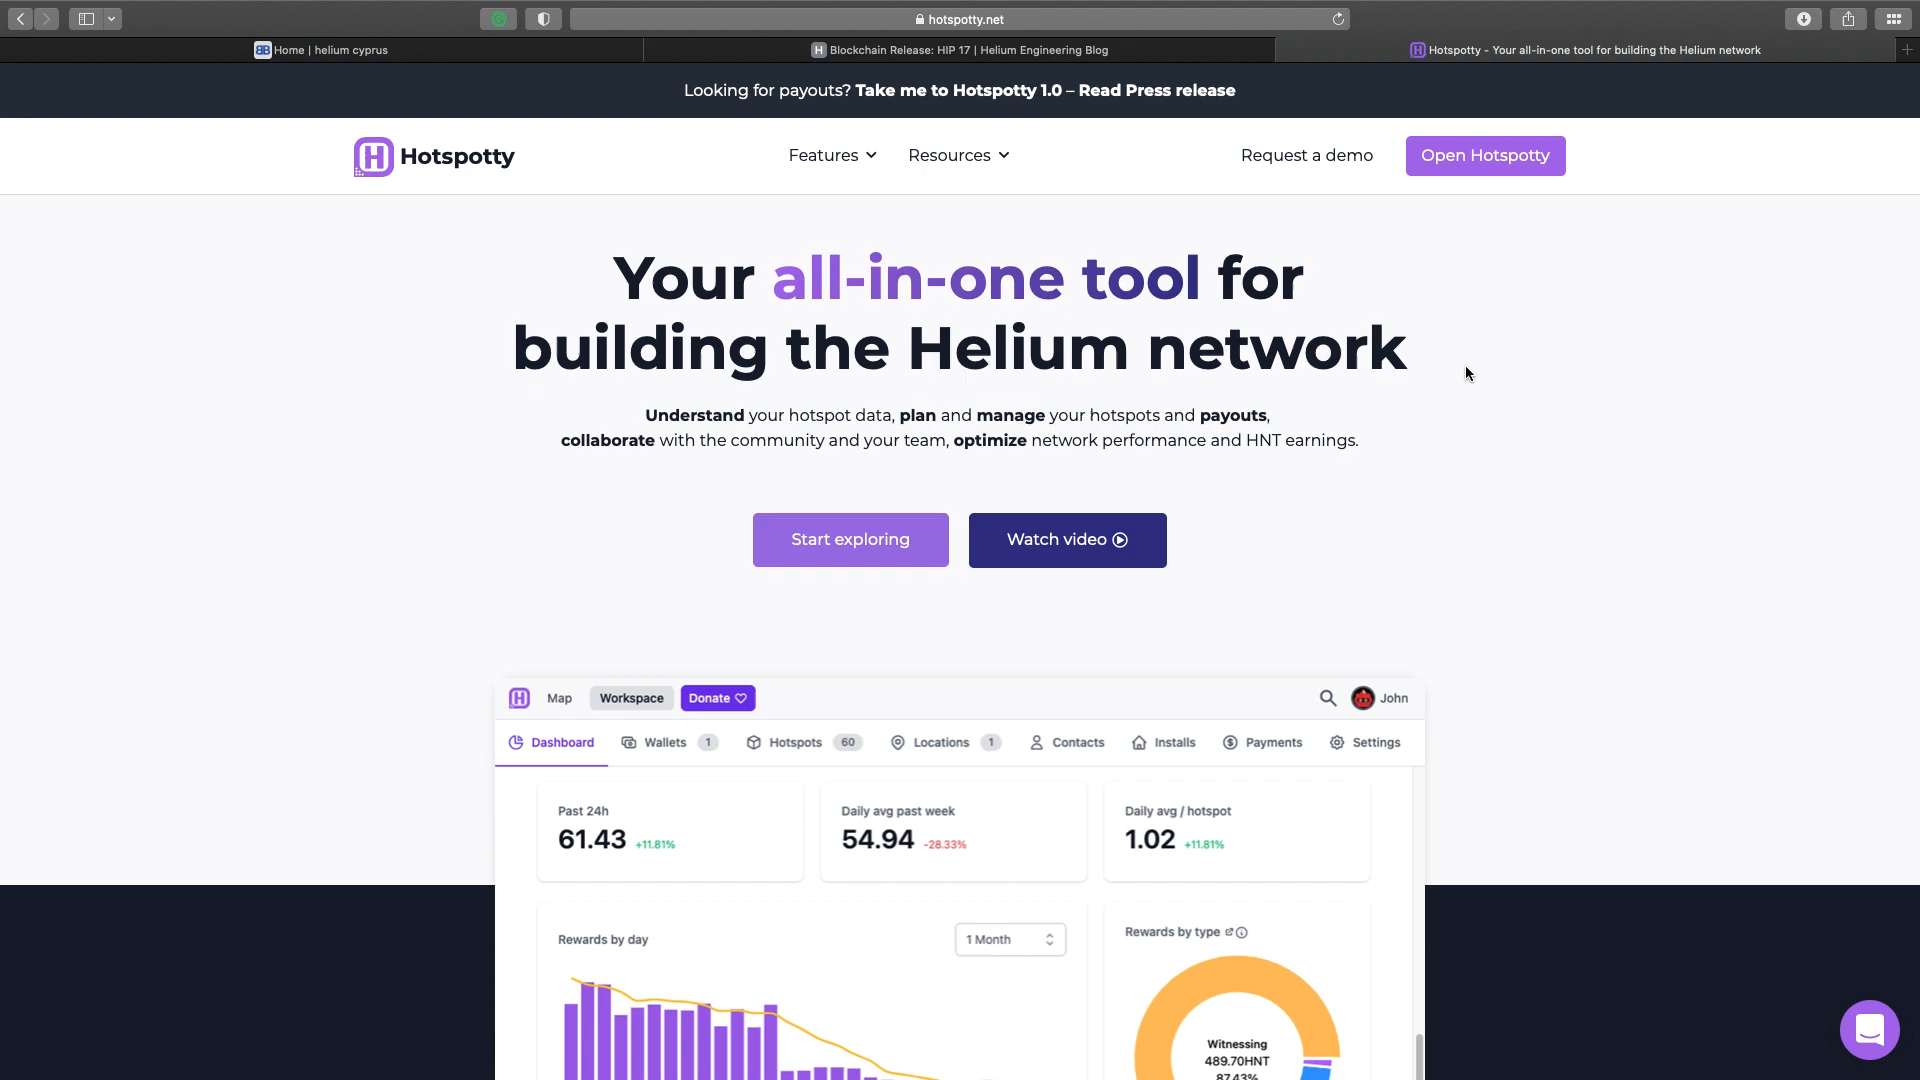 hotspotty.net
Home | helium cyprus
Blockchain Release: HIP 17 | Helium Engineering Blog
Hotspotty - Your all-in-one tool for building the Helium network
Looking for payouts? Take me to Hotspotty 1.0 – Read Press release
Hotspotty
Features
Resources
Request a demo
Open Hotspotty
Your all-in-one tool for
building the Helium network
Understand your hotspot data, plan and manage your hotspots and payouts,
collaborate with the community and your team, optimize network performance and HNT earnings.
Start exploring
Watch video
Map
Workspace
Donate
John
Dashboard
Wallets 1
Hotspots 60
Locations 1
Contacts
Installs
Payments
Settings
Past 24h
61.43 +11.81%
Daily avg past week
54.94 -28.33%
Daily avg / hotspot
1.02 +11.81%
Rewards by day
1 Month
Rewards by type
Witnessing
489.70HNT
87.43%